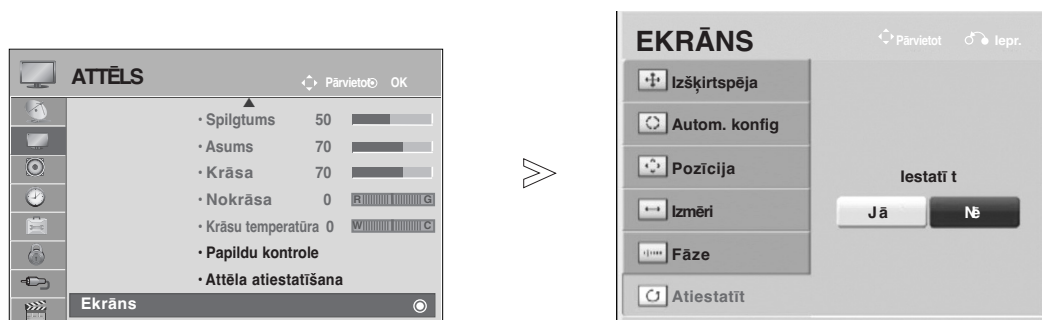 ATTĒLS
Pārvietot OK
• Spilgtums 50
• Asums 70
• Krāsa 70
• Nokrāsa 0 R G
• Krāsu temperatūra 0 W C
• Papildu kontrole
• Attēla atiestatīšana
Ekrāns
EKRĀNS
Pārvietot Iepr.
Izšķirtspēja
Autom. konfig
Pozīcija
Izmēri
Fāze
Atiestatīt
Iestatī t
Jā Nē